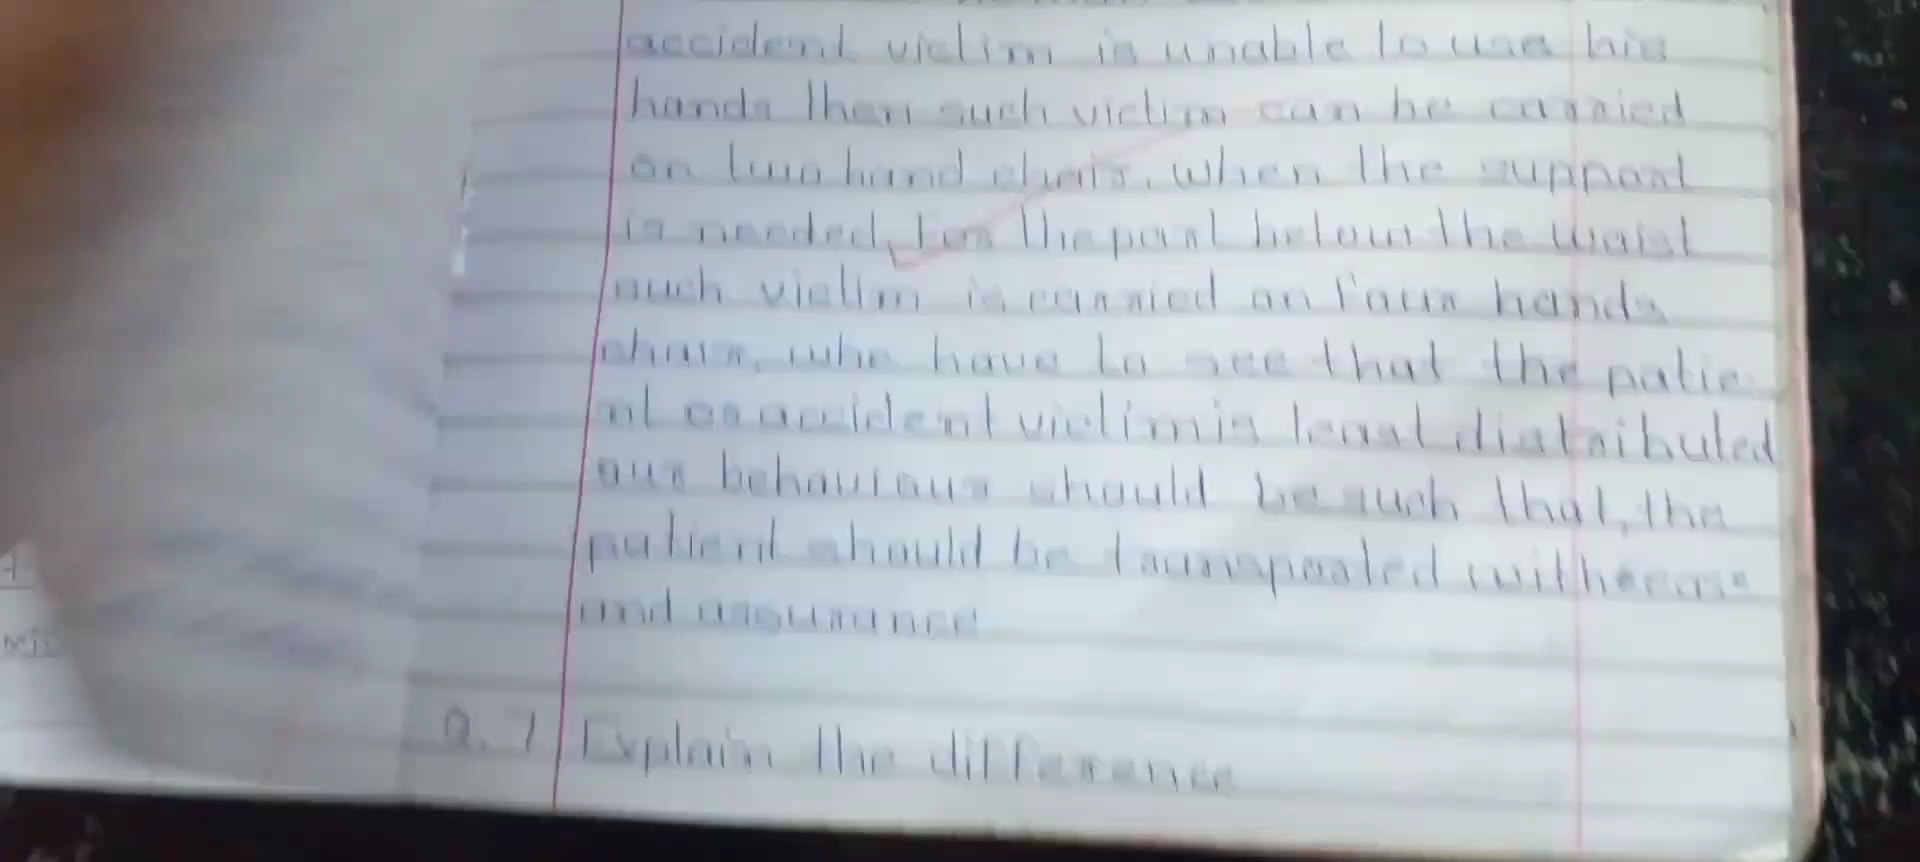 accident victim is unable to use his
hands then such victim can be carried
on two hand chair, when the support
is needed, for the part below the waist
such victim is carried on four hands
chair, who have to see that the patie
nt or accident victim is least distributed
our behaviour should be such that, the
patient should be transported with ease
and assurance
Q. 7 Explain the difference